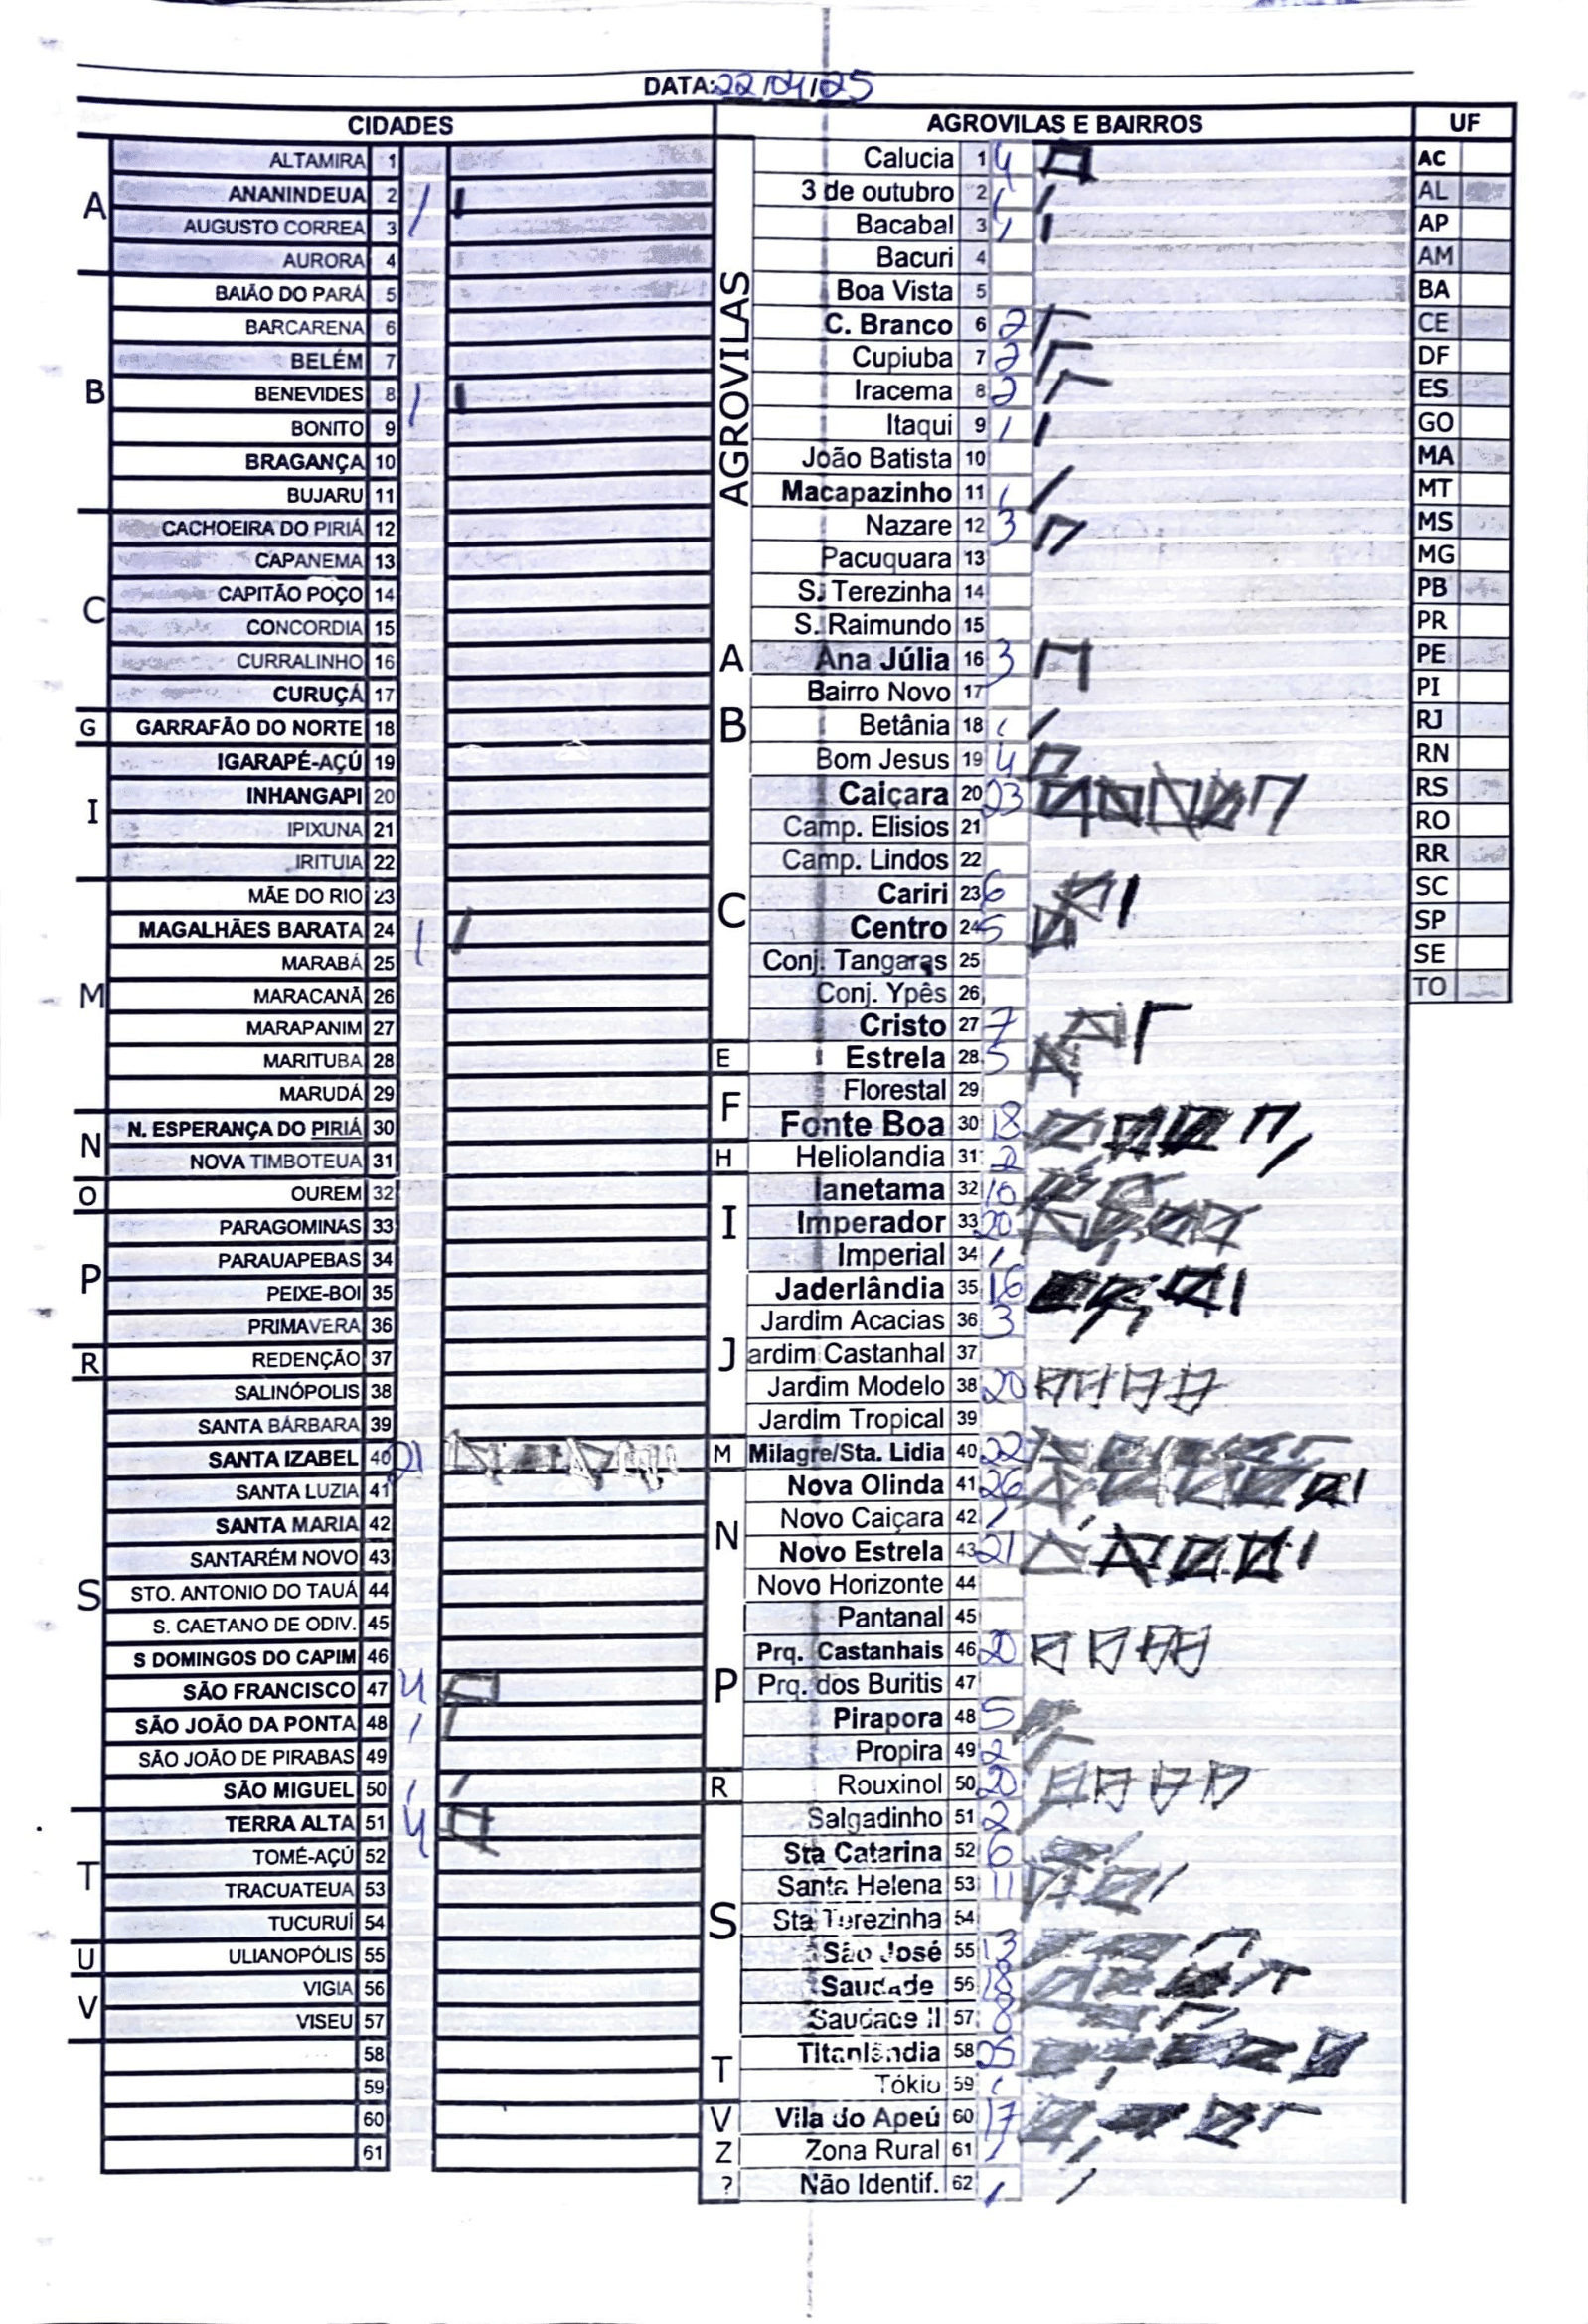 DATA: 22/04/25
CIDADES
A
ALTAMIRA 1
ANANINDEUA 2 1
AUGUSTO CORREA 3
AURORA 4
B
BAIÃO DO PARÁ 5
BARCARENA 6
BELÉM 7
BENEVIDES 8 1
BONITO 9
BRAGANÇA 10
BUJARU 11
C
CACHOEIRA DO PIRIÁ 12
CAPANEMA 13
CAPITÃO POÇO 14
CONCORDIA 15
CURRALINHO 16
CURUÇÁ 17
G
GARRAFÃO DO NORTE 18
I
IGARAPÉ-AÇÚ 19
INHANGAPI 20
IPIXUNA 21
IRITUIA 22
M
MÃE DO RIO 23
MAGALHÃES BARATA 24 1
MARABÁ 25
MARACANÃ 26
MARAPANIM 27
MARITUBA 28
MARUDÁ 29
N
N. ESPERANÇA DO PIRIÁ 30
NOVA TIMBOTEUA 31
O
OUREM 32
P
PARAGOMINAS 33
PARAUAPEBAS 34
PEIXE-BOI 35
PRIMAVERA 36
R
REDENÇÃO 37
S
SALINÓPOLIS 38
SANTA BÁRBARA 39
SANTA IZABEL 40 21
SANTA LUZIA 41
SANTA MARIA 42
SANTARÉM NOVO 43
STO. ANTONIO DO TAUÁ 44
S. CAETANO DE ODIV. 45
S DOMINGOS DO CAPIM 46
SÃO FRANCISCO 47 4
SÃO JOÃO DA PONTA 48 1
SÃO JOÃO DE PIRABAS 49
SÃO MIGUEL 50 1
T
TERRA ALTA 51 4
TOMÉ-AÇÚ 52
TRACUATEUA 53
TUCURUÍ 54
U
ULIANOPÓLIS 55
V
VIGIA 56
VISEU 57
58
59
60
61
AGROVILAS E BAIRROS
AGROVILAS
Calucia 1 4
3 de outubro 2 1
Bacabal 3 1
Bacuri 4
Boa Vista 5
C. Branco 6 2
Cupiuba 7 2
Iracema 8 2
Itaqui 9 1
João Batista 10
Macapazinho 11 1
Nazare 12 3
Pacuquara 13
S. Terezinha 14
S. Raimundo 15
A
Ana Júlia 16 3
B
Bairro Novo 17
Betânia 18 1
Bom Jesus 19 4
C
Caiçara 20 23
Camp. Elisios 21
Camp. Lindos 22
Cariri 23 6
Centro 24 5
Conj. Tangaras 25
Conj. Ypês 26
Cristo 27 7
E
Estrela 28 5
F
Florestal 29
Fonte Boa 30 18
H
Heliolandia 31 2
I
Ianetama 32 10
Imperador 33 20
Imperial 34 1
J
Jaderlândia 35 16
Jardim Acacias 36 3
ardim Castanhal 37
Jardim Modelo 38 20
Jardim Tropical 39
M
Milagre/Sta. Lidia 40 22
N
Nova Olinda 41 26
Novo Caiçara 42 1
Novo Estrela 43 21
Novo Horizonte 44
P
Pantanal 45
Prq. Castanhais 46 20
Prq. dos Buritis 47
Pirapora 48 5
Propira 49 2
R
Rouxinol 50 20
S
Salgadinho 51 2
Sta Catarina 52 6
Santa Helena 53 11
Sta Terezinha 54
São José 55 13
Saudade 56 18
Saudade II 57 8
T
Titanlândia 58 25
Tókio 59 1
V
Vila do Apeú 60 17
Z
Zona Rural 61 1
?
Não Identif. 62 1
UF
AC
AL
AP
AM
BA
CE
DF
ES
GO
MA
MT
MS
MG
PB
PR
PE
PI
RJ
RN
RS
RO
RR
SC
SP
SE
TO